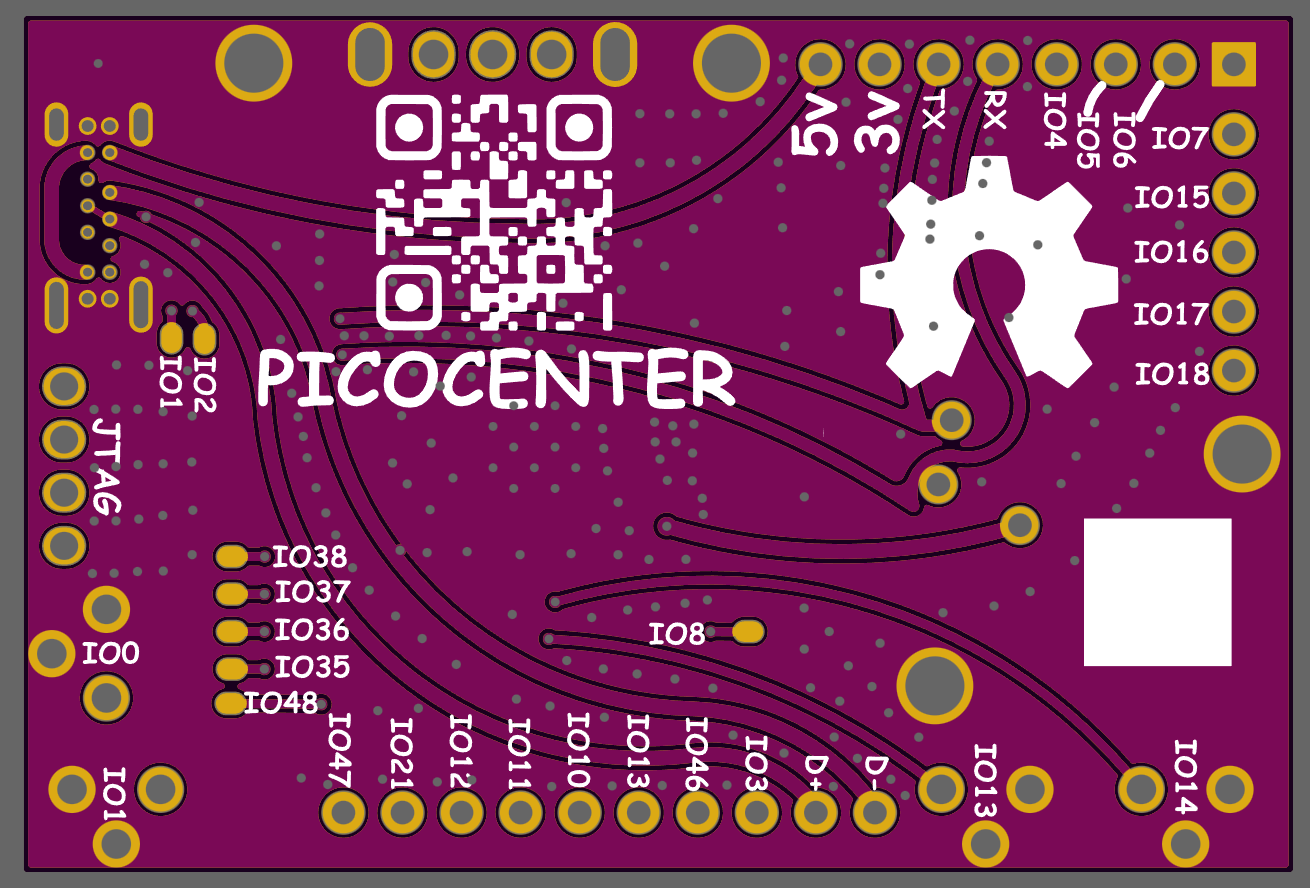 5v
3v
TX
RX
IO4
IO5
IO6
IO7
IO15
IO16
IO17
IO18
PICOCENTER
IO1
IO2
JTAG
IO38
IO37
IO36
IO35
IO48
IO8
IO0
IO1
IO47
IO21
IO12
IO11
IO10
IO13
IO46
IO3
D+
D-
IO13
IO14